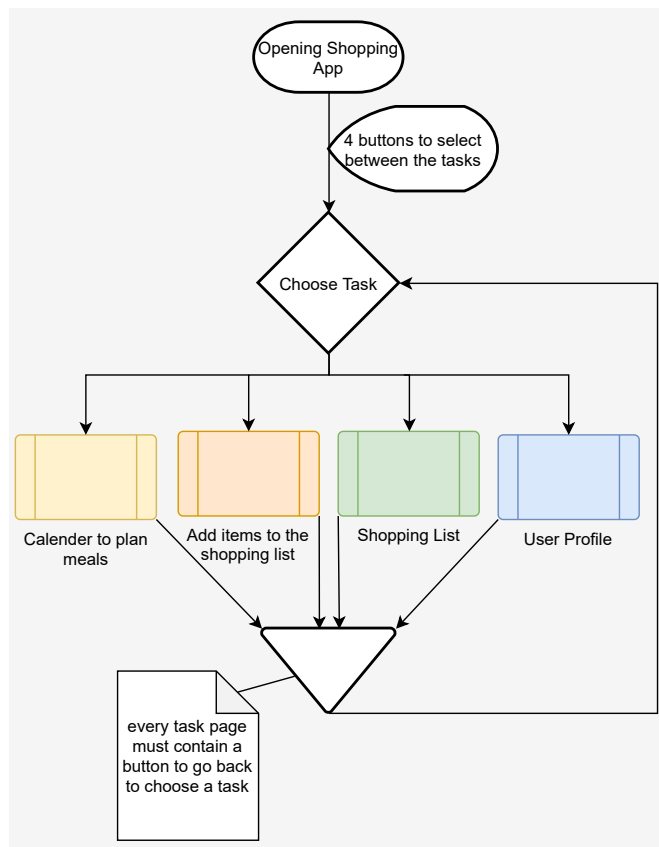 Opening Shopping
App
4 buttons to select
between the tasks
Choose Task
Calender to plan
meals
Add items to the
shopping list
Shopping List
User Profile
every task page
must contain a
button to go back
to choose a task